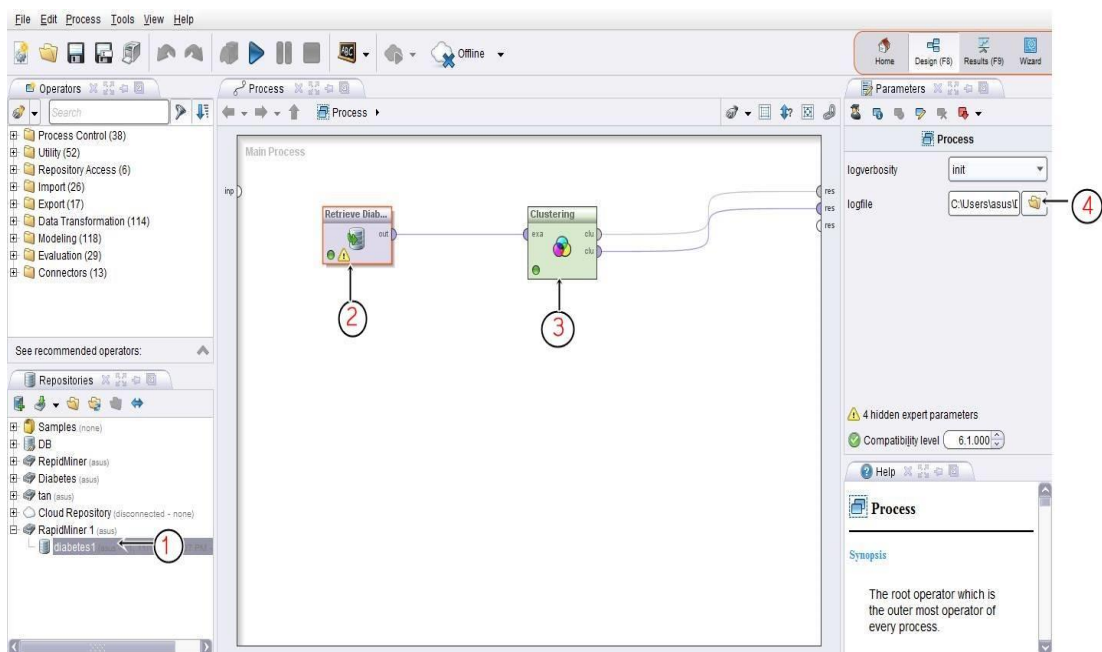 File Edit Process Tools View Help
Offline
Home
Design (F8)
Results (F9)
Wizard
Operators
Search
Process Control (38)
Utility (52)
Repository Access (6)
Import (26)
Export (17)
Data Transformation (114)
Modeling (118)
Evaluation (29)
Connectors (13)
See recommended operators:
Repositories
Samples (none)
DB
RepidMiner (asus)
Diabetes (asus)
tan (asus)
Cloud Repository (disconnected - none)
RapidMiner 1 (asus)
diabetes1
1
Process
Process
Main Process
inp
Retrieve Diab...
out
2
Clustering
exa
clu
clu
3
res
res
res
Parameters
Process
logverbosity
init
logfile
C:\Users\asus\
4
4 hidden expert parameters
Compatibility level
6.1.000
Help
Process
Synopsis
The root operator which is
the outer most operator of
every process.